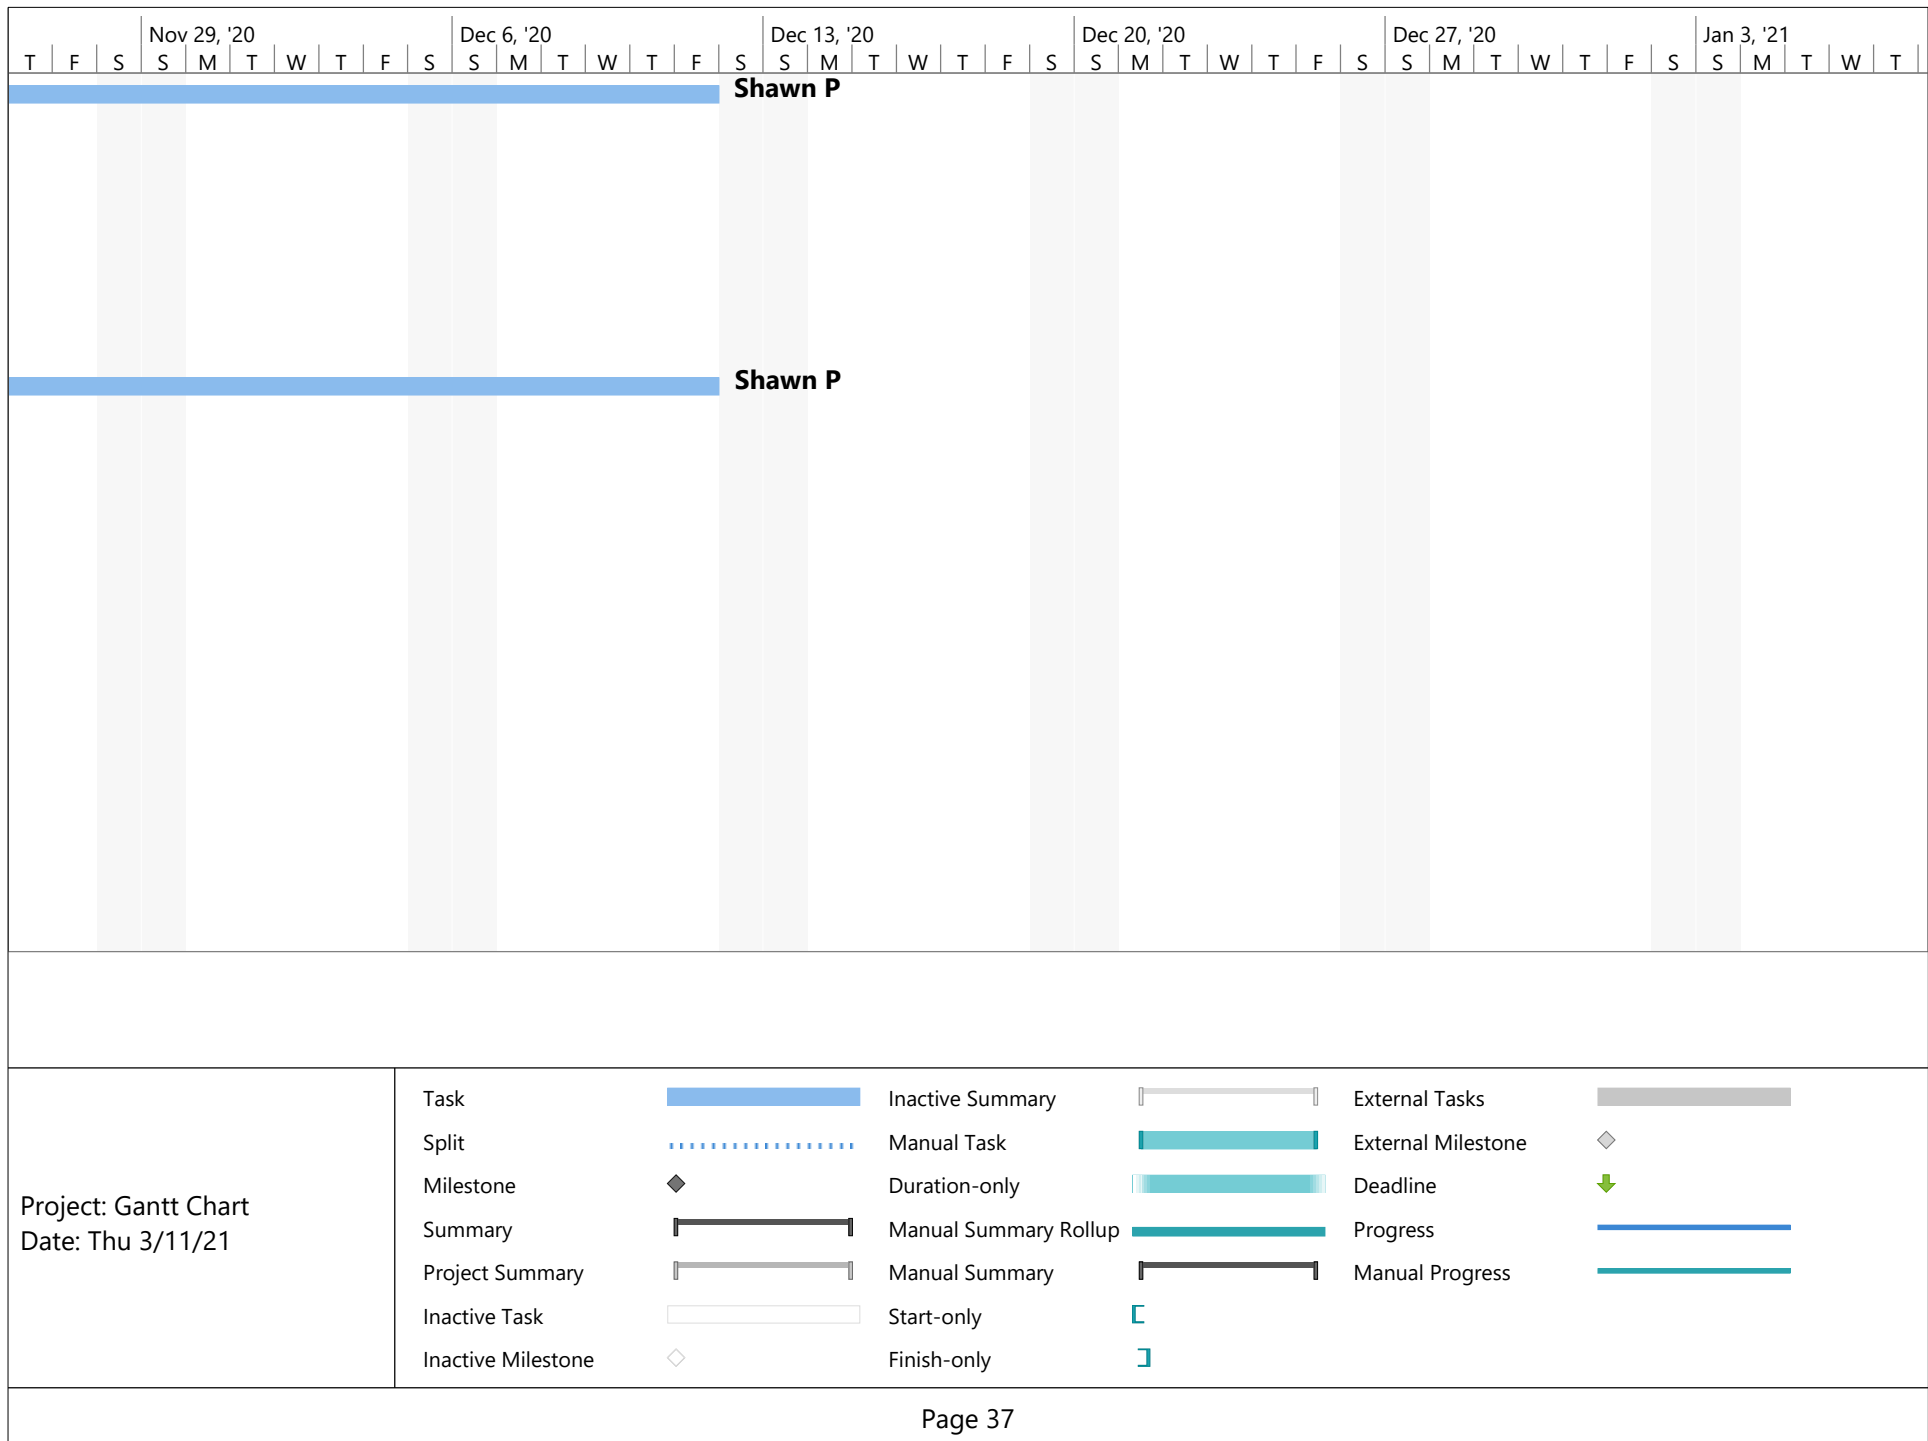 Nov 29, '20 Dec 6, '20 Dec 13, '20 Dec 20, '20 Dec 27, '20 Jan 3, '21
T F S S M T W T F S S M T W T F S S M T W T F S S M T W T F S S M T W T F S S M T W T
Shawn P
Shawn P
Project: Gantt Chart
Date: Thu 3/11/21
Task
Split
Milestone
Summary
Project Summary
Inactive Task
Inactive Milestone
Inactive Summary
Manual Task
Duration-only
Manual Summary Rollup
Manual Summary
Start-only
Finish-only
External Tasks
External Milestone
Deadline
Progress
Manual Progress
Page 37